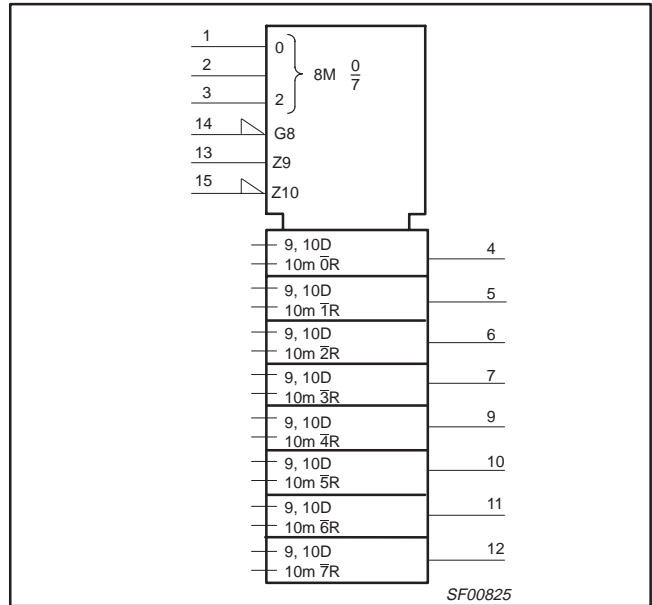 1 0
2 8M 0/7
3 2
14 G8
13 Z9
15 Z10
9, 10D 4
10m 0̅R
9, 10D 5
10m 1̅R
9, 10D 6
10m 2̅R
9, 10D 7
10m 3̅R
9, 10D 9
10m 4̅R
9, 10D 10
10m 5̅R
9, 10D 11
10m 6̅R
9, 10D 12
10m 7̅R
SF00825